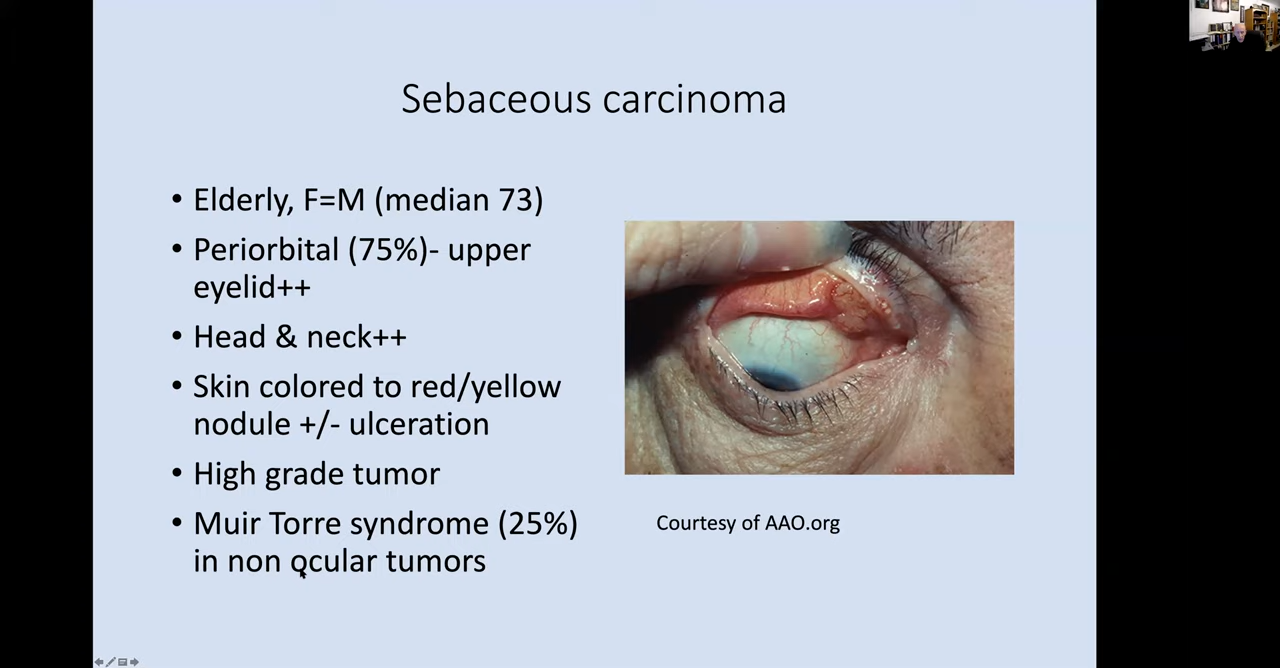 Sebaceous carcinoma
• Elderly, F=M (median 73)
• Periorbital (75%)- upper
eyelid++
• Head & neck++
• Skin colored to red/yellow
nodule +/- ulceration
• High grade tumor
• Muir Torre syndrome (25%)
in non ocular tumors
Courtesy of AAO.org